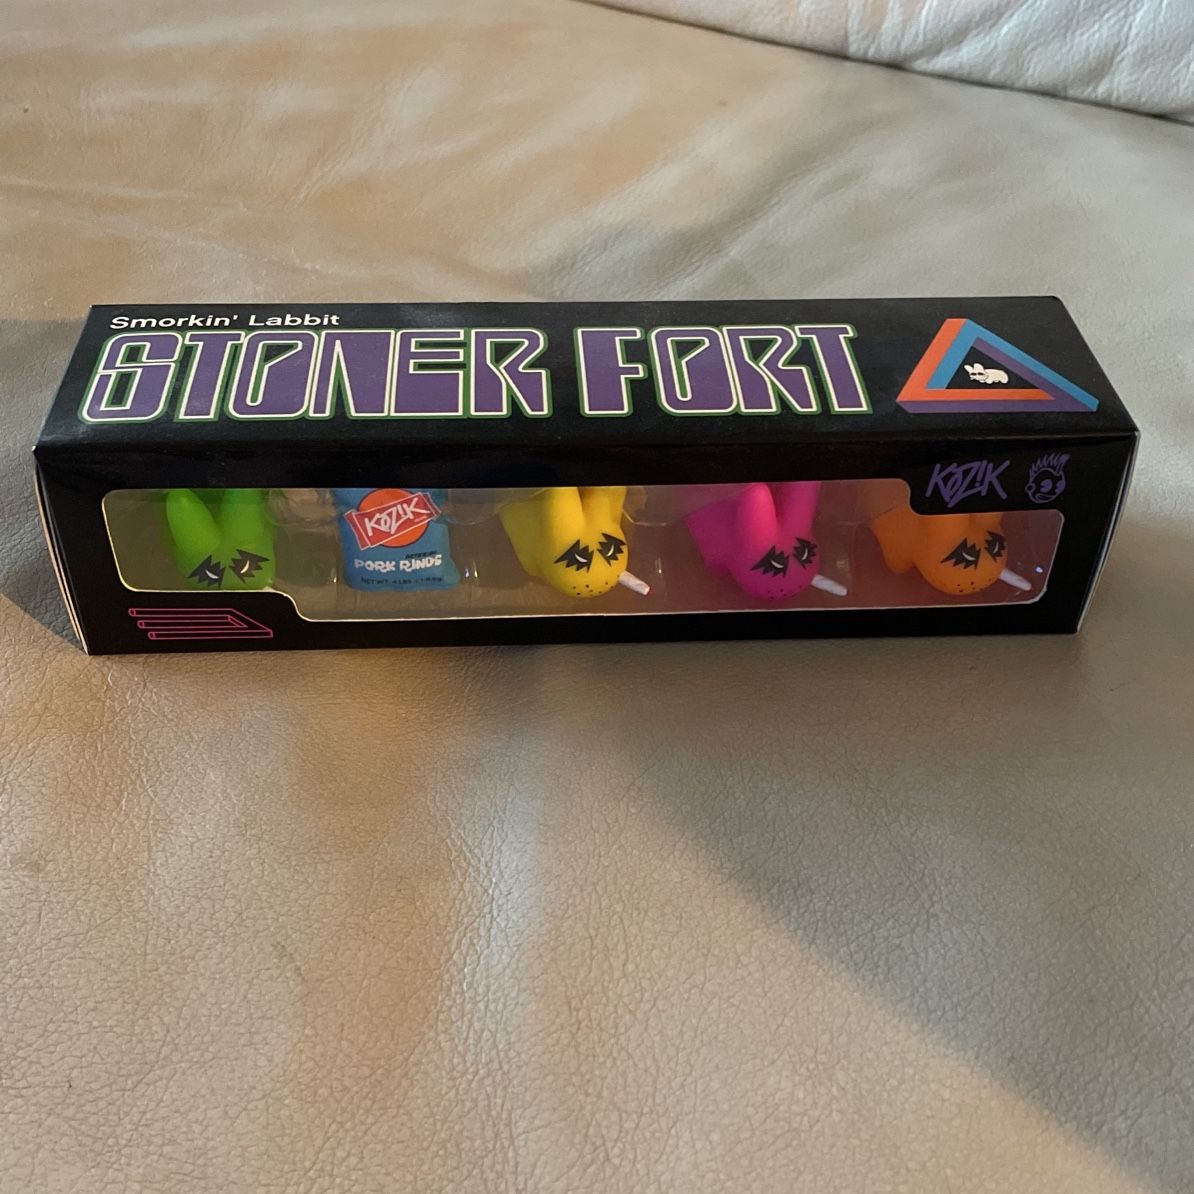 Smorkin' Labbit
STONER FORT
KOZIK
KOZIK
PORK RINDS